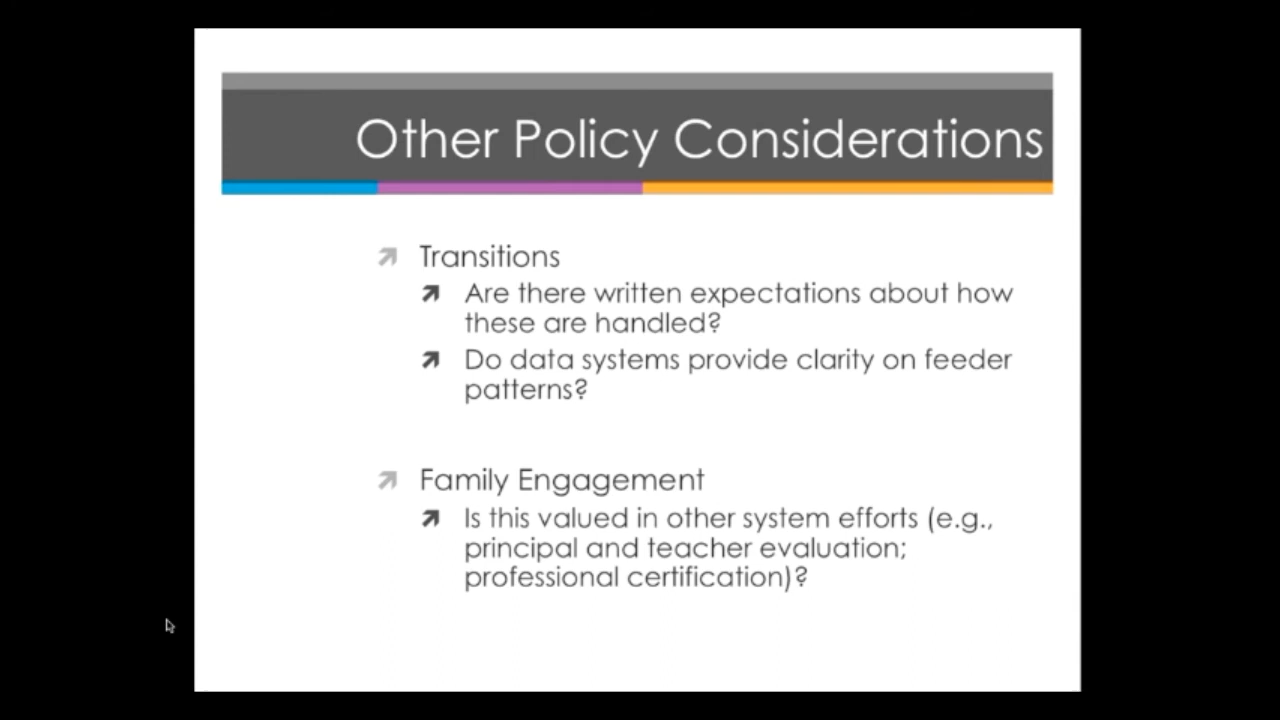 Other Policy Considerations
Transitions
Are there written expectations about how
these are handled?
Do data systems provide clarity on feeder
patterns?
Family Engagement
Is this valued in other system efforts (e.g.,
principal and teacher evaluation;
professional certification)?